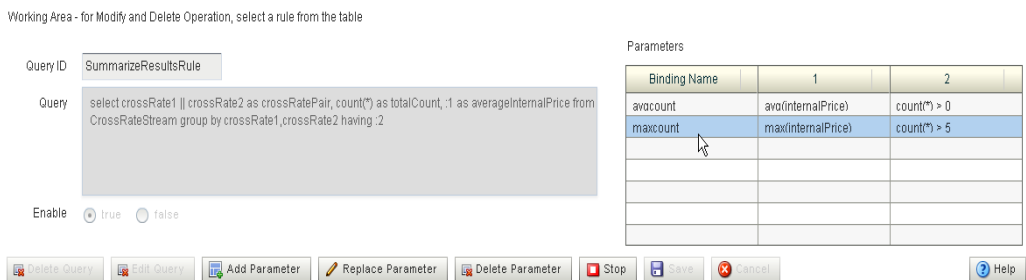 Working Area - for Modify and Delete Operation, select a rule from the table
Query ID
SummarizeResultsRule
Query
select crossRate1 || crossRate2 as crossRatePair, count(*) as totalCount, :1 as averageInternalPrice from
CrossRateStream group by crossRate1,crossRate2 having :2
Enable
true
false
Parameters
Binding Name 1 2
avgcount avg(internalPrice) count(*) > 0
maxcount max(internalPrice) count(*) > 5
Delete Query Edit Query Add Parameter Replace Parameter Delete Parameter Stop Save Cancel Help